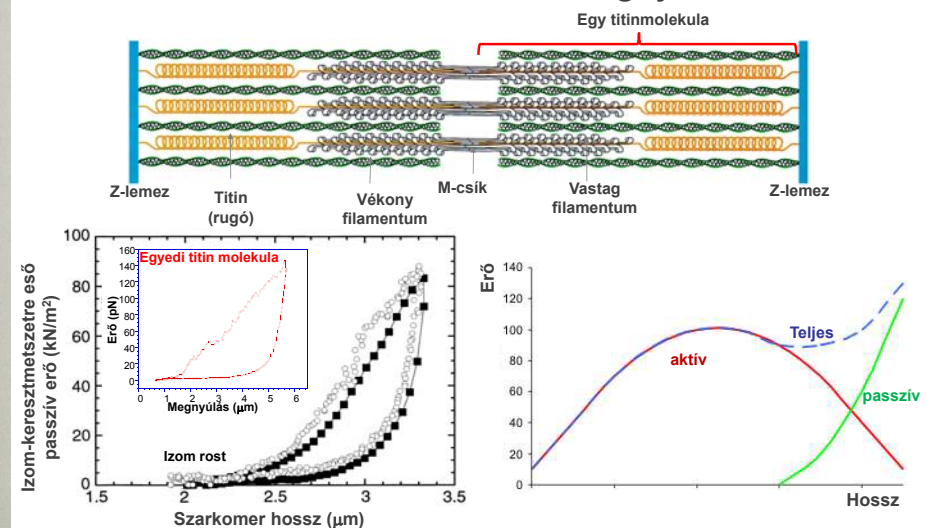 Egy titinmolekula
Z-lemez
Titin
(rugó)
Vékony
filamentum
M-csík
Vastag
filamentum
Z-lemez
Izom-keresztmetszetre eső
passzív erő (kN/m²)
100
80
60
40
20
0
1.5
2
2.5
3
3.5
Szarkomer hossz (μm)
Izom rost
Egyedi titin molekula
Erő (pN)
160
140
120
100
80
60
40
20
0
0 1 2 3 4 5 6
Megnyúlás (μm)
Erő
140
120
100
80
60
40
20
0
aktív
Teljes
passzív
Hossz